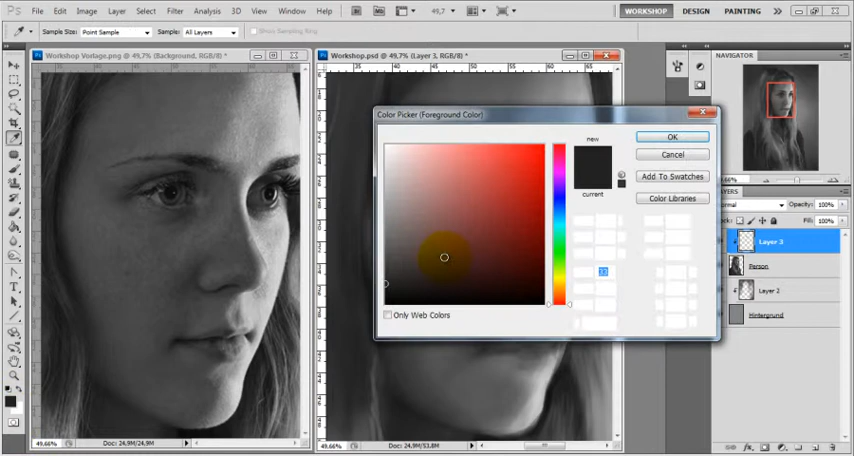 Ps File Edit Image Layer Select Filter Analysis 3D View Window Help Br Mb 49,7 WORKSHOP DESIGN PAINTING
Sample Size: Point Sample Sample: All Layers Show Sampling Ring
Workshop Vorlage.png @ 49,7% (Background, RGB/8) *
Workshop.psd @ 49,7% (Layer 3, RGB/8) *
NAVIGATOR
Color Picker (Foreground Color)
new
current
OK
Cancel
Add To Swatches
Color Libraries
Only Web Colors
LAYERS
Normal Opacity: 100%
Fill: 100%
Layer 3
Person
Layer 2
Hintergrund
49.66% Doc: 24,9M/24,9M
49.66% Doc: 24,9M/53,8M